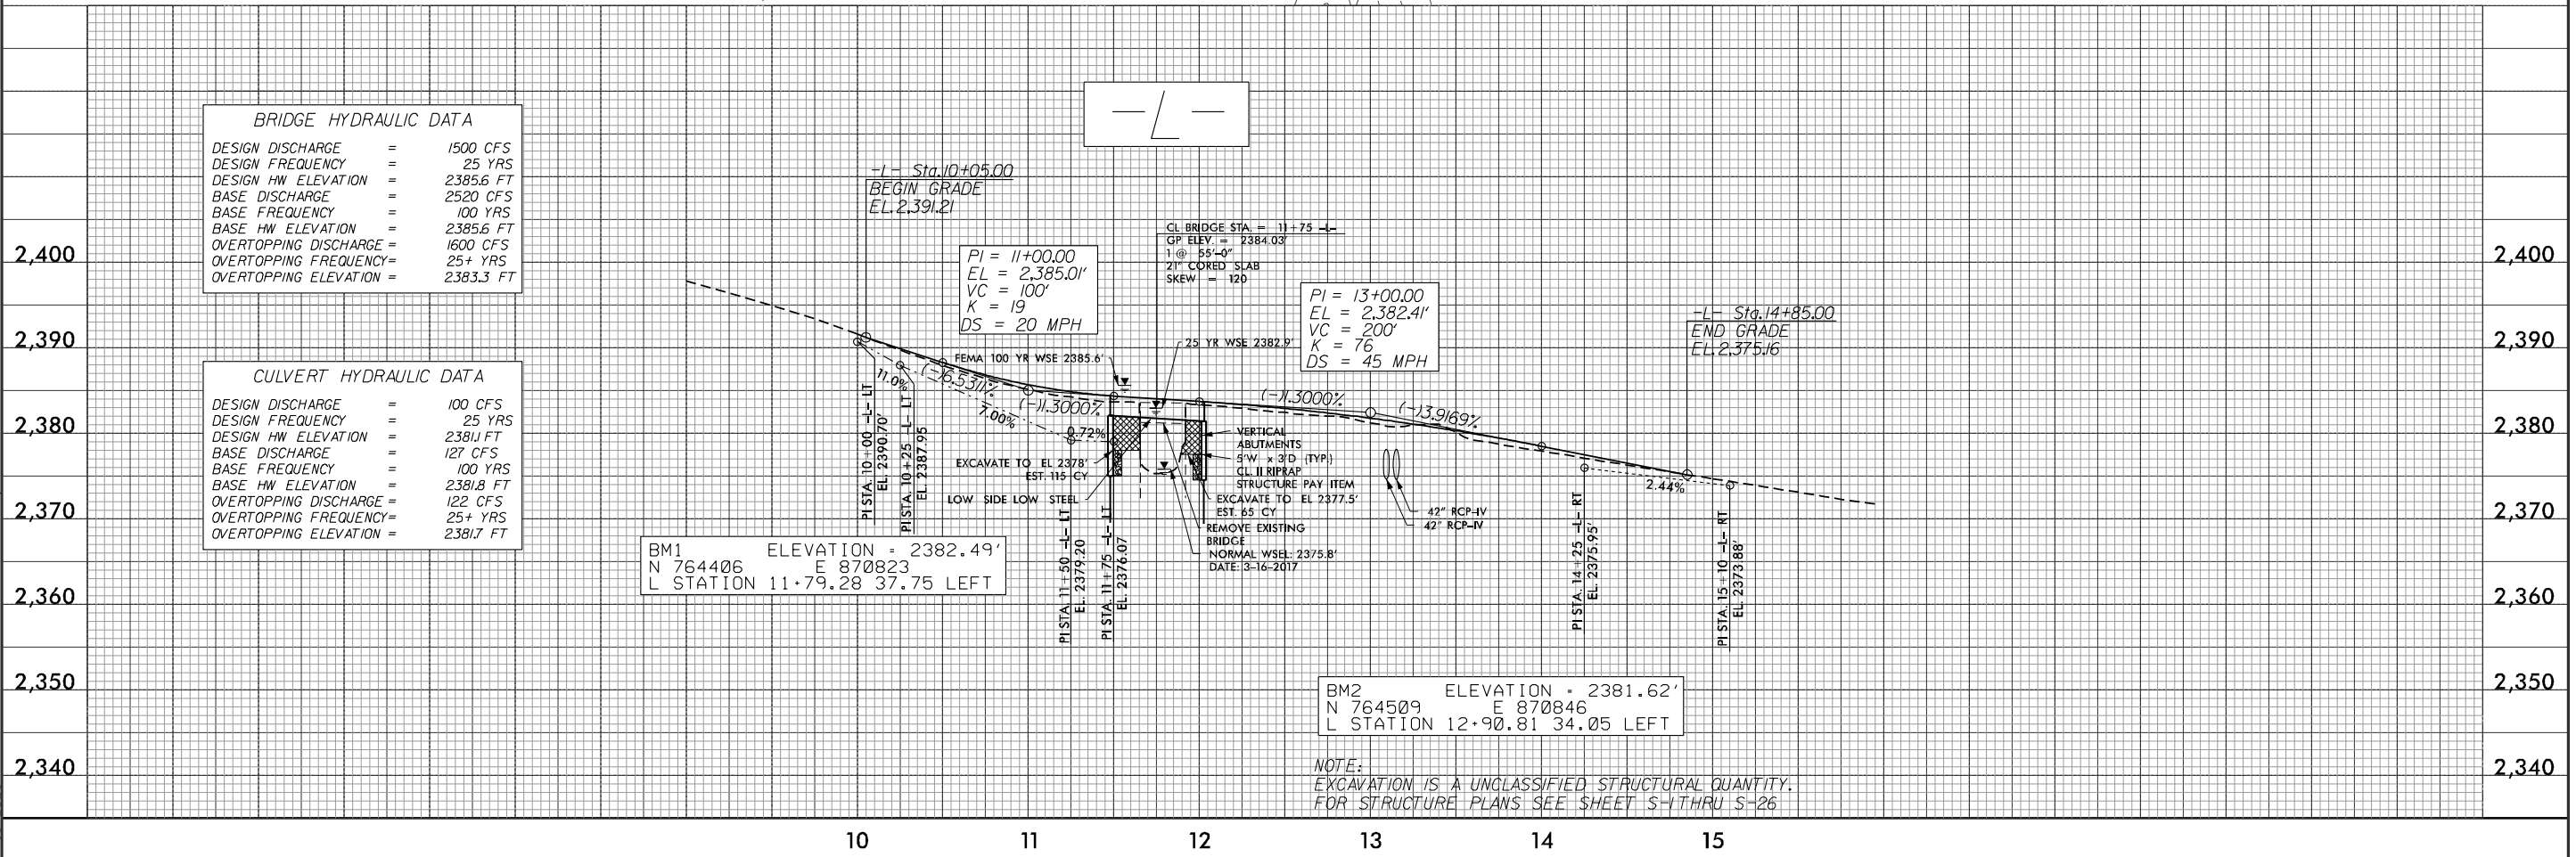 — L —
BRIDGE HYDRAULIC DATA
DESIGN DISCHARGE = 1500 CFS
DESIGN FREQUENCY = 25 YRS
DESIGN HW ELEVATION = 2385.6 FT
BASE DISCHARGE = 2520 CFS
BASE FREQUENCY = 100 YRS
BASE HW ELEVATION = 2385.6 FT
OVERTOPPING DISCHARGE = 1600 CFS
OVERTOPPING FREQUENCY= 25+ YRS
OVERTOPPING ELEVATION = 2383.3 FT
CULVERT HYDRAULIC DATA
DESIGN DISCHARGE = 100 CFS
DESIGN FREQUENCY = 25 YRS
DESIGN HW ELEVATION = 2381.1 FT
BASE DISCHARGE = 127 CFS
BASE FREQUENCY = 100 YRS
BASE HW ELEVATION = 2381.8 FT
OVERTOPPING DISCHARGE = 122 CFS
OVERTOPPING FREQUENCY= 25+ YRS
OVERTOPPING ELEVATION = 2381.7 FT
-L- Sta.10+05.00
BEGIN GRADE
EL.2,391.21
PI = 11+00.00
EL = 2,385.01'
VC = 100'
K = 19
DS = 20 MPH
CL BRIDGE STA. = 11+75 -L-
GP ELEV. = 2384.03'
1 @ 55'-0"
21" CORED SLAB
SKEW = 120
PI = 13+00.00
EL = 2,382.41'
VC = 200'
K = 76
DS = 45 MPH
-L- Sta.14+85.00
END GRADE
EL.2,375.16
FEMA 100 YR WSE 2385.6'
25 YR WSE 2382.9'
11.0%
(-)6.5311%
7.00%
(-)1.3000%
0.72%
(-)1.3000%
(-)3.9169%
2.44%
EXCAVATE TO EL 2378'
EST. 115 CY
LOW SIDE LOW STEEL
VERTICAL
ABUTMENTS
5'W x 3'D (TYP.)
CL. II RIPRAP
STRUCTURE PAY ITEM
EXCAVATE TO EL 2377.5'
EST. 65 CY
REMOVE EXISTING
BRIDGE
NORMAL WSEL: 2375.8'
DATE: 3-16-2017
42" RCP-IV
42" RCP-IV
PI STA. 10+00 -L- LT
EL 2390.70'
PI STA. 10+25 -L- LT
EL. 2387.95
PI STA. 11+50 -L- LT
EL. 2379.20
PI STA. 11+75 -L- LT
EL. 2376.07
PI STA. 14+25 -L- RT
EL. 2375.95'
PI STA. 15+10 -L- RT
EL. 2373.88'
BM1 ELEVATION = 2382.49'
N 764406 E 870823
L STATION 11+79.28 37.75 LEFT
BM2 ELEVATION = 2381.62'
N 764509 E 870846
L STATION 12+90.81 34.05 LEFT
NOTE:
EXCAVATION IS A UNCLASSIFIED STRUCTURAL QUANTITY.
FOR STRUCTURE PLANS SEE SHEET S-1 THRU S-26
2,400 2,400
2,390 2,390
2,380 2,380
2,370 2,370
2,360 2,360
2,350 2,350
2,340 2,340
10 11 12 13 14 15